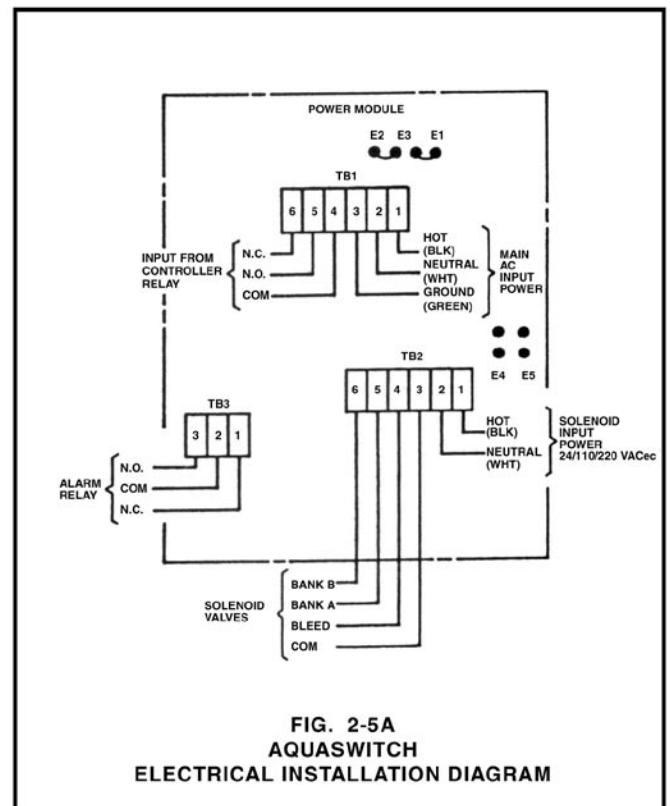 POWER MODULE
E2 E3 E1
TB1
6 5 4 3 2 1
INPUT FROM
CONTROLLER
RELAY
N.C.
N.O.
COM
HOT
(BLK)
NEUTRAL
(WHT)
GROUND
(GREEN)
MAIN
AC
INPUT
POWER
E4 E5
TB2
6 5 4 3 2 1
HOT
(BLK)
NEUTRAL
(WHT)
SOLENOID
INPUT
POWER
24/110/220 VACec
TB3
3 2 1
ALARM
RELAY
N.O.
COM
N.C.
SOLENOID
VALVES
BANK B
BANK A
BLEED
COM
FIG. 2-5A
AQUASWITCH
ELECTRICAL INSTALLATION DIAGRAM